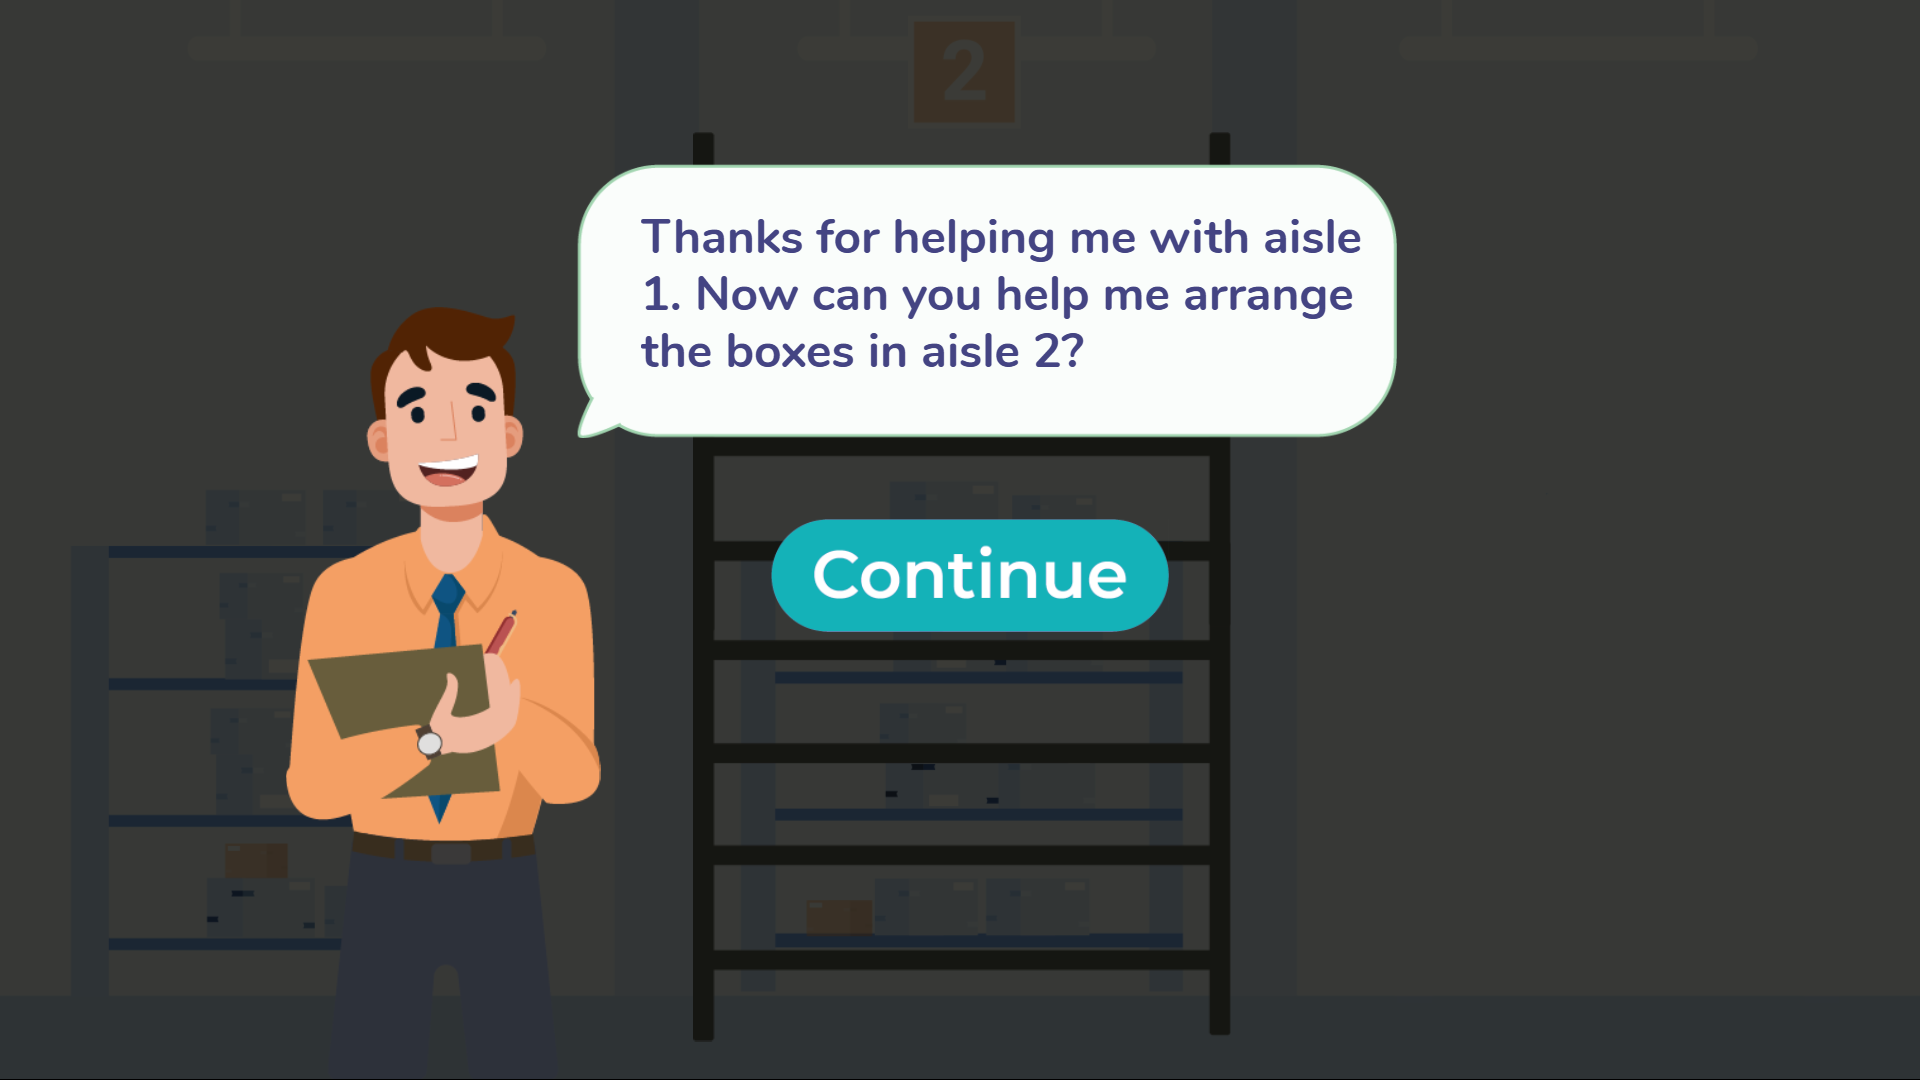 2
Thanks for helping me with aisle
1. Now can you help me arrange
the boxes in aisle 2?
Continue